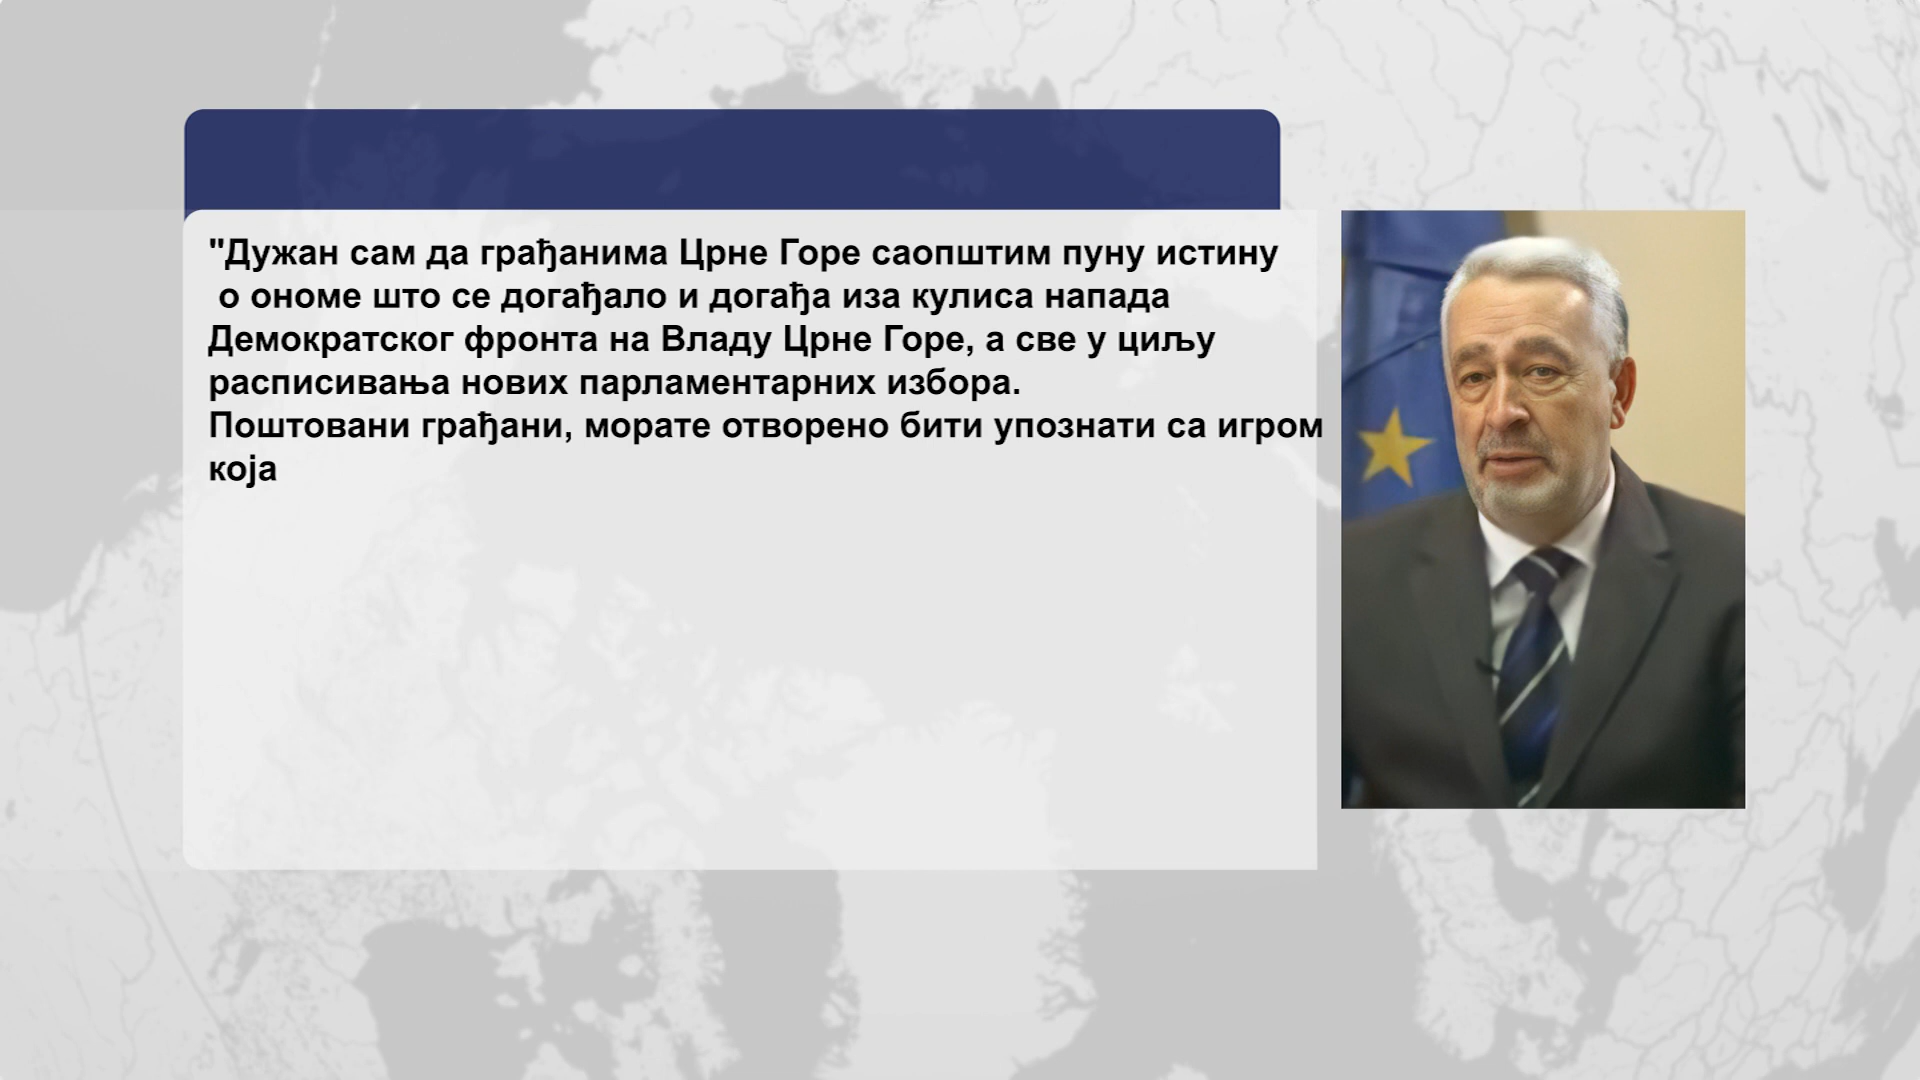 "Дужан сам да грађанима Црне Горе саопштим пуну истину
о ономе што се догађало и догађа иза кулиса напада
Демократског фронта на Владу Црне Горе, а све у циљу
расписивања нових парламентарних избора.
Поштовани грађани, морате отворено бити упознати са игром
која